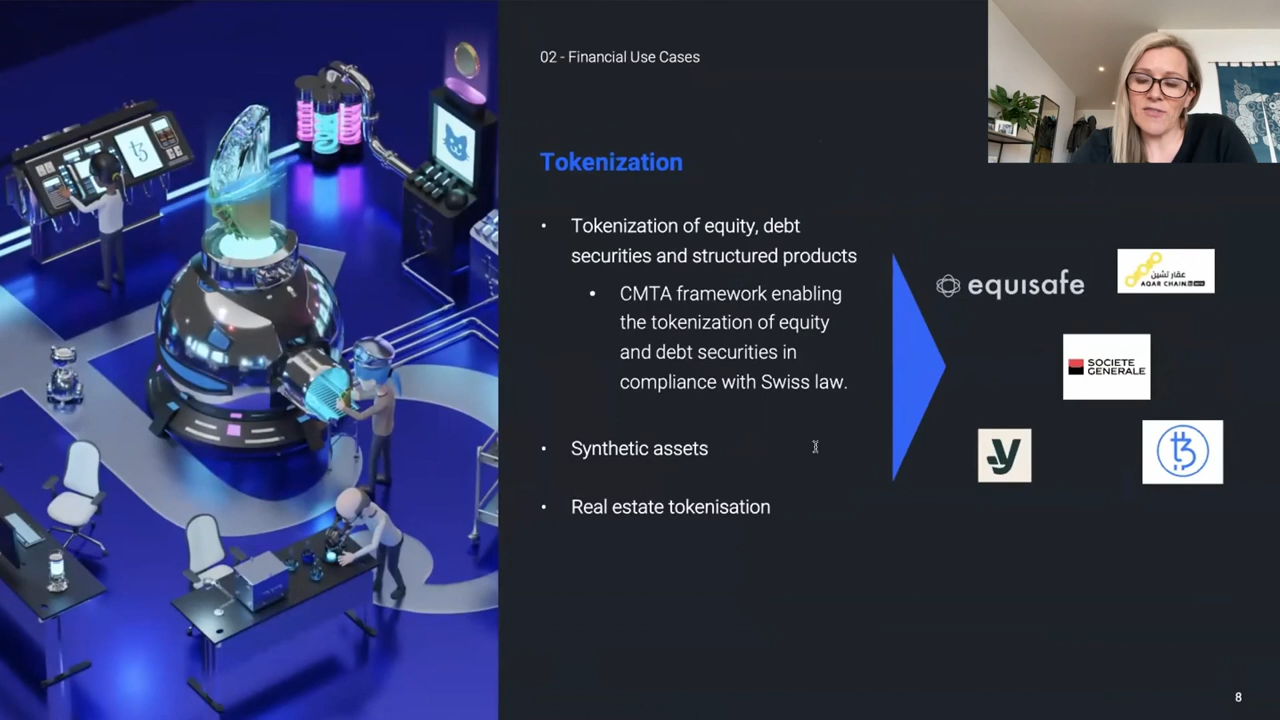 02 - Financial Use Cases
Tokenization
• Tokenization of equity, debt
securities and structured products
• CMTA framework enabling
the tokenization of equity
and debt securities in
compliance with Swiss law.
• Synthetic assets
• Real estate tokenisation
equisafe
عقار تشين
AQAR CHAIN
SOCIETE
GENERALE
8